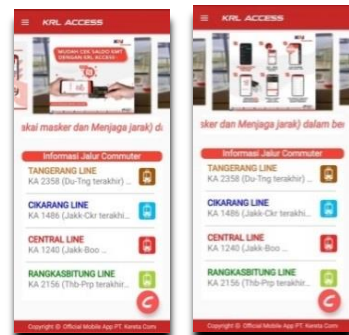 KRL ACCESS
MUDAH CEK SALDO KMT
DENGAN KRL ACCESS
akai masker dan Menjaga jarak) d
Informasi Jalur Commuter
TANGERANG LINE
KA 2358 (Du-Tng terakhir) ...
CIKARANG LINE
KA 1486 (Jakk-Ckr terakhi...
CENTRAL LINE
KA 1240 (Jakk-Boo ...
RANGKASBITUNG LINE
KA 2156 (Thb-Prp terakhir...
Copyright © Official Mobile App PT. Kereta Com
KRL ACCESS
sker dan Menjaga jarak) dalam ber
Informasi Jalur Commuter
TANGERANG LINE
KA 2358 (Du-Tng terakhir) ...
CIKARANG LINE
KA 1486 (Jakk-Ckr terakhi...
CENTRAL LINE
KA 1240 (Jakk-Boo ...
RANGKASBITUNG LINE
KA 2156 (Thb-Prp terakhir...
Copyright © Official Mobile App PT. Kereta Com